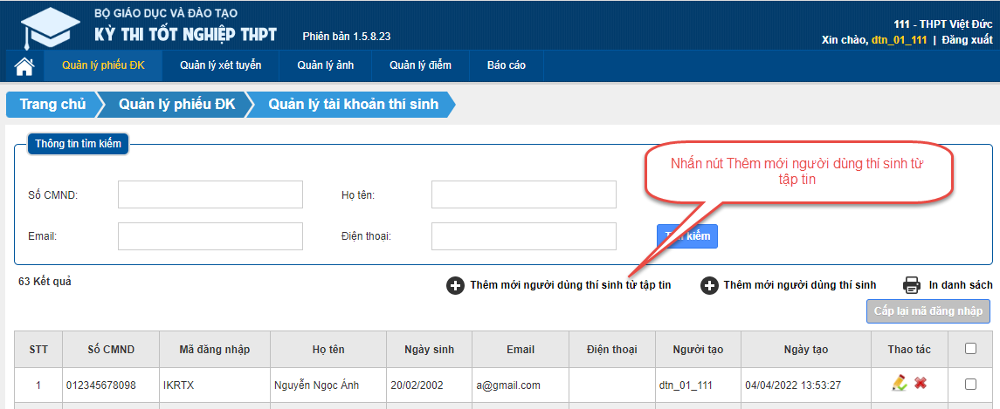 BỘ GIÁO DỤC VÀ ĐÀO TẠO
KỲ THI TỐT NGHIỆP THPT
Phiên bản 1.5.8.23
111 - THPT Việt Đức
Xin chào, dtn_01_111 | Đăng xuất
Quản lý phiếu ĐK Quản lý xét tuyển Quản lý ảnh Quản lý điểm Báo cáo
Trang chủ Quản lý phiếu ĐK Quản lý tài khoản thí sinh
Thông tin tìm kiếm
Nhấn nút Thêm mới người dùng thí sinh từ
tập tin
Số CMND: Họ tên:
Email: Điện thoại: Tìm kiếm
63 Kết quả Thêm mới người dùng thí sinh từ tập tin Thêm mới người dùng thí sinh In danh sách
Cấp lại mã đăng nhập
STT Số CMND Mã đăng nhập Họ tên Ngày sinh Email Điện thoại Người tạo Ngày tạo Thao tác
1 012345678098 IKRTX Nguyễn Ngọc Ánh 20/02/2002 a@gmail.com dtn_01_111 04/04/2022 13:53:27